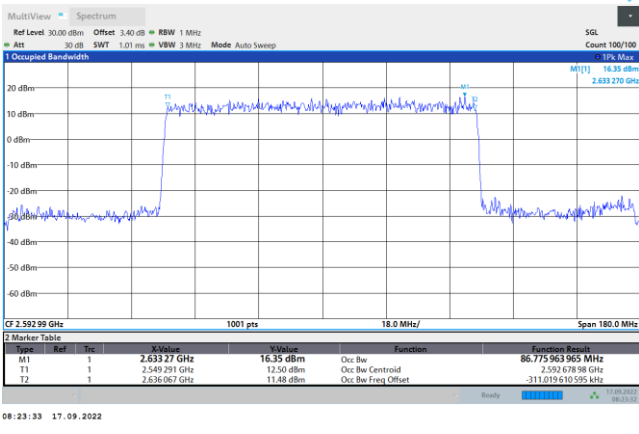 MultiView Spectrum
Ref Level 30.00 dBm Offset 3.40 dB RBW 1 MHz SGL
Att 30 dB SWT 1.01 ms VBW 3 MHz Mode Auto Sweep Count 100/100
1 Occupied Bandwidth 1Pk Max
M1[1] 16.35 dBm
2.633 270 GHz
M1
T1 T2
20 dBm
10 dBm
0 dBm
-10 dBm
-20 dBm
-30 dBm
-40 dBm
-50 dBm
-60 dBm
CF 2.592 99 GHz 1001 pts 18.0 MHz/ Span 180.0 MHz
2 Marker Table
Type Ref Trc X-Value Y-Value Function Function Result
M1 1 2.633 27 GHz 16.35 dBm Occ Bw 86.775 963 965 MHz
T1 1 2.549 291 GHz 12.50 dBm Occ Bw Centroid 2.592 678 98 GHz
T2 1 2.636 067 GHz 11.48 dBm Occ Bw Freq Offset -311.019 610 595 kHz
Ready 17.09.2022
08:23:32
08:23:33 17.09.2022